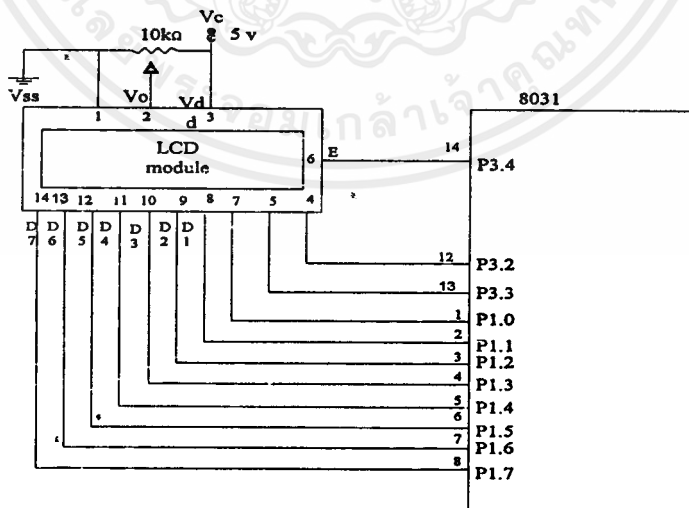 Vc
10kΩ 5 v
Vss
Vo
Vd
d
1 2 3
8031
LCD
module
6 E 14 P3.4
14 13 12 11 10 9 8 7 5 4
D
7
D
6
D
5
D
4
D
3
D
2
D
1
12 P3.2
13 P3.3
1 P1.0
2 P1.1
3 P1.2
4 P1.3
5 P1.4
6 P1.5
7 P1.6
8 P1.7